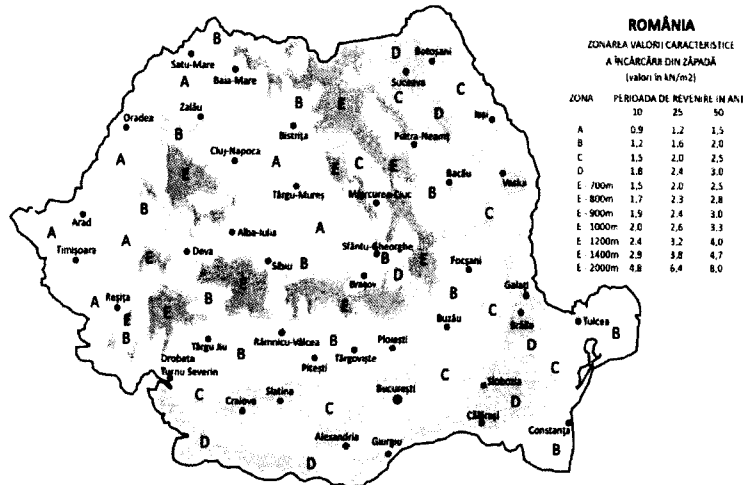 ROMÂNIA
ZONAREA VALORII CARACTERISTICE
A ÎNCĂRCĂRII DIN ZĂPADĂ
(valori în kN/m2)
ZONA PERIOADA DE REVENIRE IN ANI
10 25 50
A 0,9 1,2 1,5
B 1,2 1,6 2,0
C 1,5 2,0 2,5
D 1,8 2,4 3,0
E - 700m 1,5 2,0 2,5
E - 800m 1,7 2,3 2,8
E - 900m 1,9 2,4 3,0
E 1000m 2,0 2,6 3,3
E 1200m 2,4 3,2 4,0
E 1400m 2,9 3,8 4,7
E 2000m 4,8 6,4 8,0
B
D
Botoșani
Satu-Mare
Baia-Mare
Suceava
A
C
C
Zalău
E
D
Iași
Oradea
B
B
Bistrița
Piatra-Neamț
Cluj-Napoca
A
A
E
C
E
Bacău
Vaslui
E
Târgu-Mureș
B
Miercurea-Ciuc
B
C
Arad
A
Alba-Iulia
A
Timișoara
A
Deva
Sfântu-Gheorghe
E
Sibiu
B
B
E
Focșani
D
E
Brașov
A
Reșița
B
E
B
Galați
E
E
C
Brăila
Tulcea
B
Buzău
B
Târgu Jiu
Râmnicu-Vâlcea
B
Ploiești
D
B
Târgoviște
Drobata
Pitești
Turnu Severin
C
C
Slobozia
C
Slatina
București
D
Craiova
C
Călărași
Constanța
D
Alexandria
Giurgiu
B
D